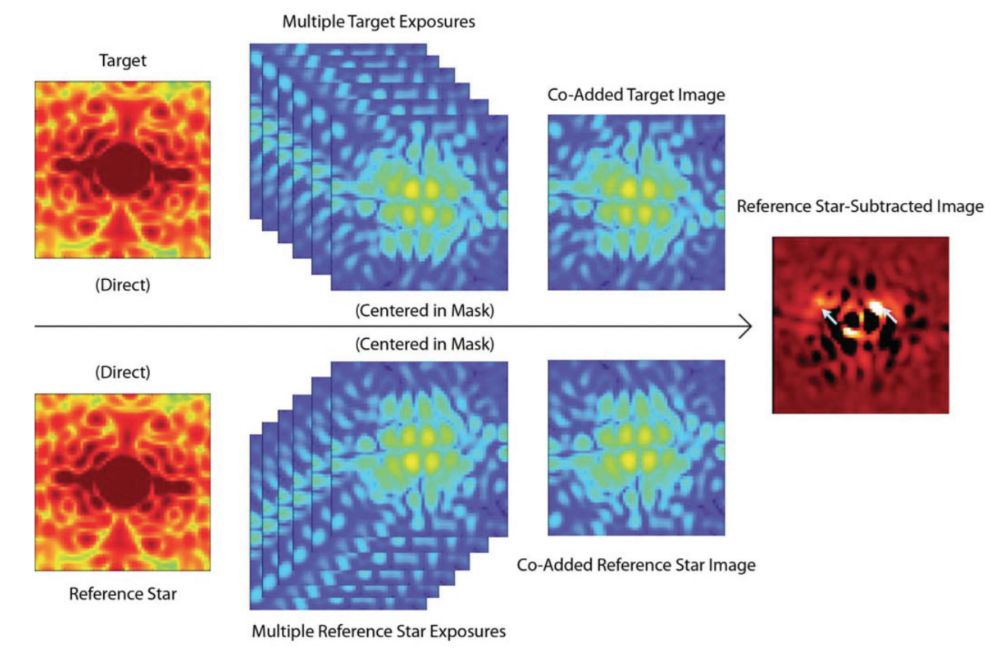 Multiple Target Exposures
Target
Co-Added Target Image
Reference Star-Subtracted Image
(Direct)
(Centered in Mask)
(Centered in Mask)
(Direct)
Co-Added Reference Star Image
Reference Star
Multiple Reference Star Exposures